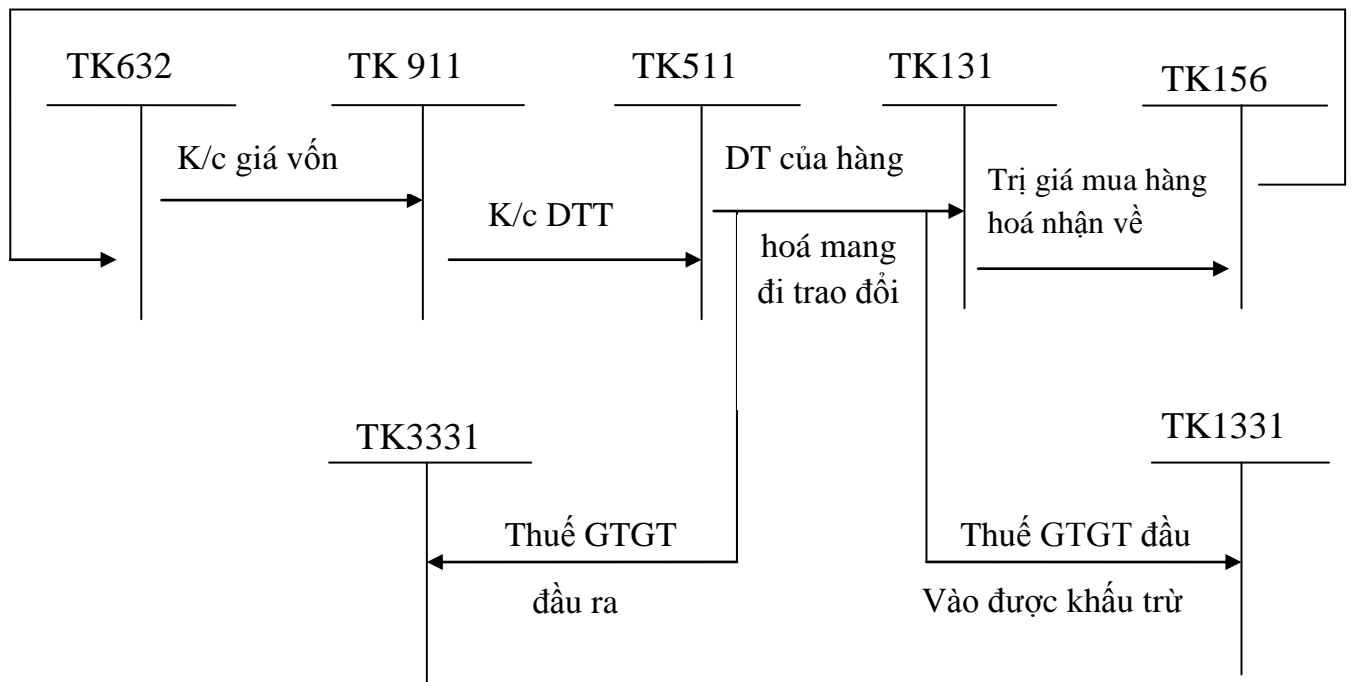 TK632
TK 911
TK511
TK131
TK156
K/c giá vốn
K/c DTT
DT của hàng
hoá mang
đi trao đổi
Trị giá mua hàng
hoá nhận về
TK3331
TK1331
Thuế GTGT
đầu ra
Thuế GTGT đầu
Vào được khấu trừ